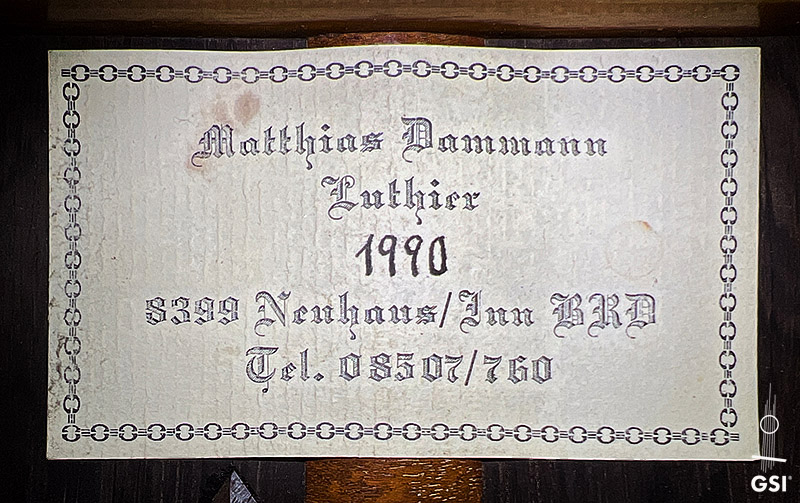 Matthias Dammann
Luthier
1990
8399 Neuhaus/Inn BRD
Tel. 08507/760
GSI®